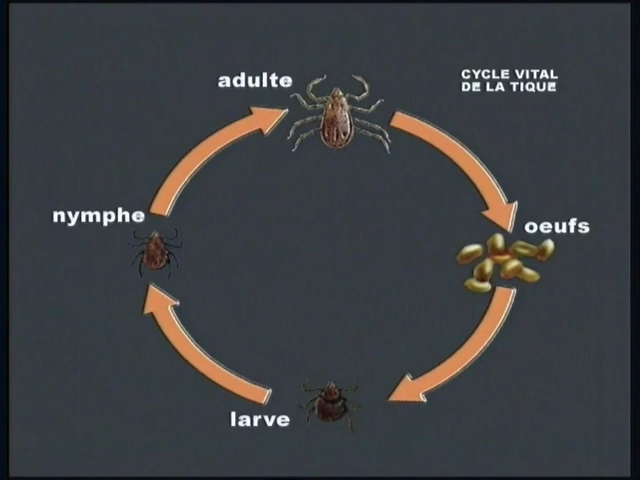 adulte
CYCLE VITAL
DE LA TIQUE
nymphe
oeufs
larve